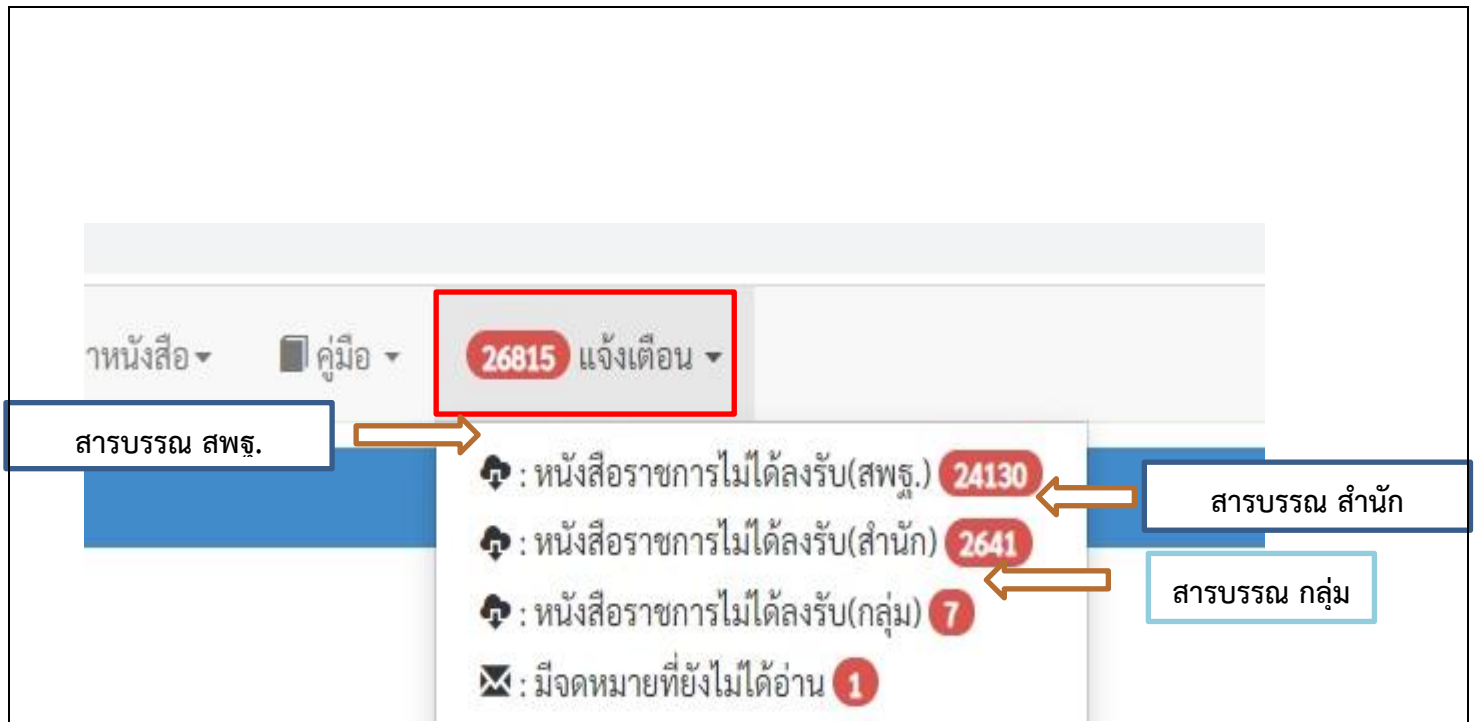 าหนังสือ คู่มือ 26815 แจ้งเตือน
สารบรรณ สพฐ.
: หนังสือราชการไม่ได้ลงรับ(สพฐ.) 24130
สารบรรณ สำนัก
: หนังสือราชการไม่ได้ลงรับ(สำนัก) 2641
สารบรรณ กลุ่ม
: หนังสือราชการไม่ได้ลงรับ(กลุ่ม) 7
: มีจดหมายที่ยังไม่ได้อ่าน 1